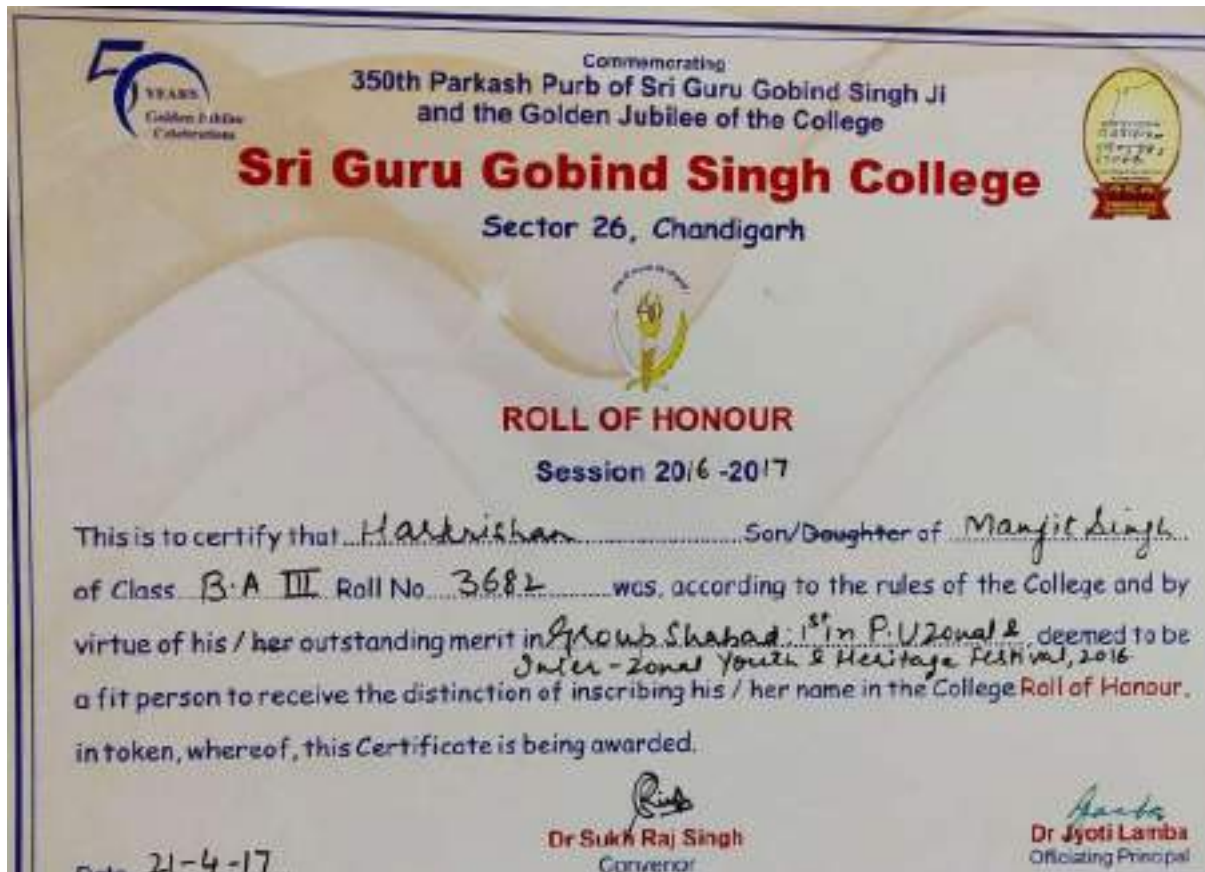 50
YEARS
Golden Jubilee
Celebrations
Commemorating
350th Parkash Purb of Sri Guru Gobind Singh Ji
and the Golden Jubilee of the College
Sri Guru Gobind Singh College
Sector 26, Chandigarh
ROLL OF HONOUR
Session 2016-2017
This is to certify that Harkrishan Son/Daughter of Manjit Singh
of Class B.A III Roll No. 3682 was, according to the rules of the College and by
virtue of his / her outstanding merit in Group Shabad: 1st in P.U Zonal & deemed to be
Inter-Zonal Youth & Heritage Festival, 2016
a fit person to receive the distinction of inscribing his / her name in the College Roll of Honour,
in token, whereof, this Certificate is being awarded.
Dr Sukh Raj Singh
Convenor
Dr Jyoti Lamba
Officiating Principal
Date 21-4-17